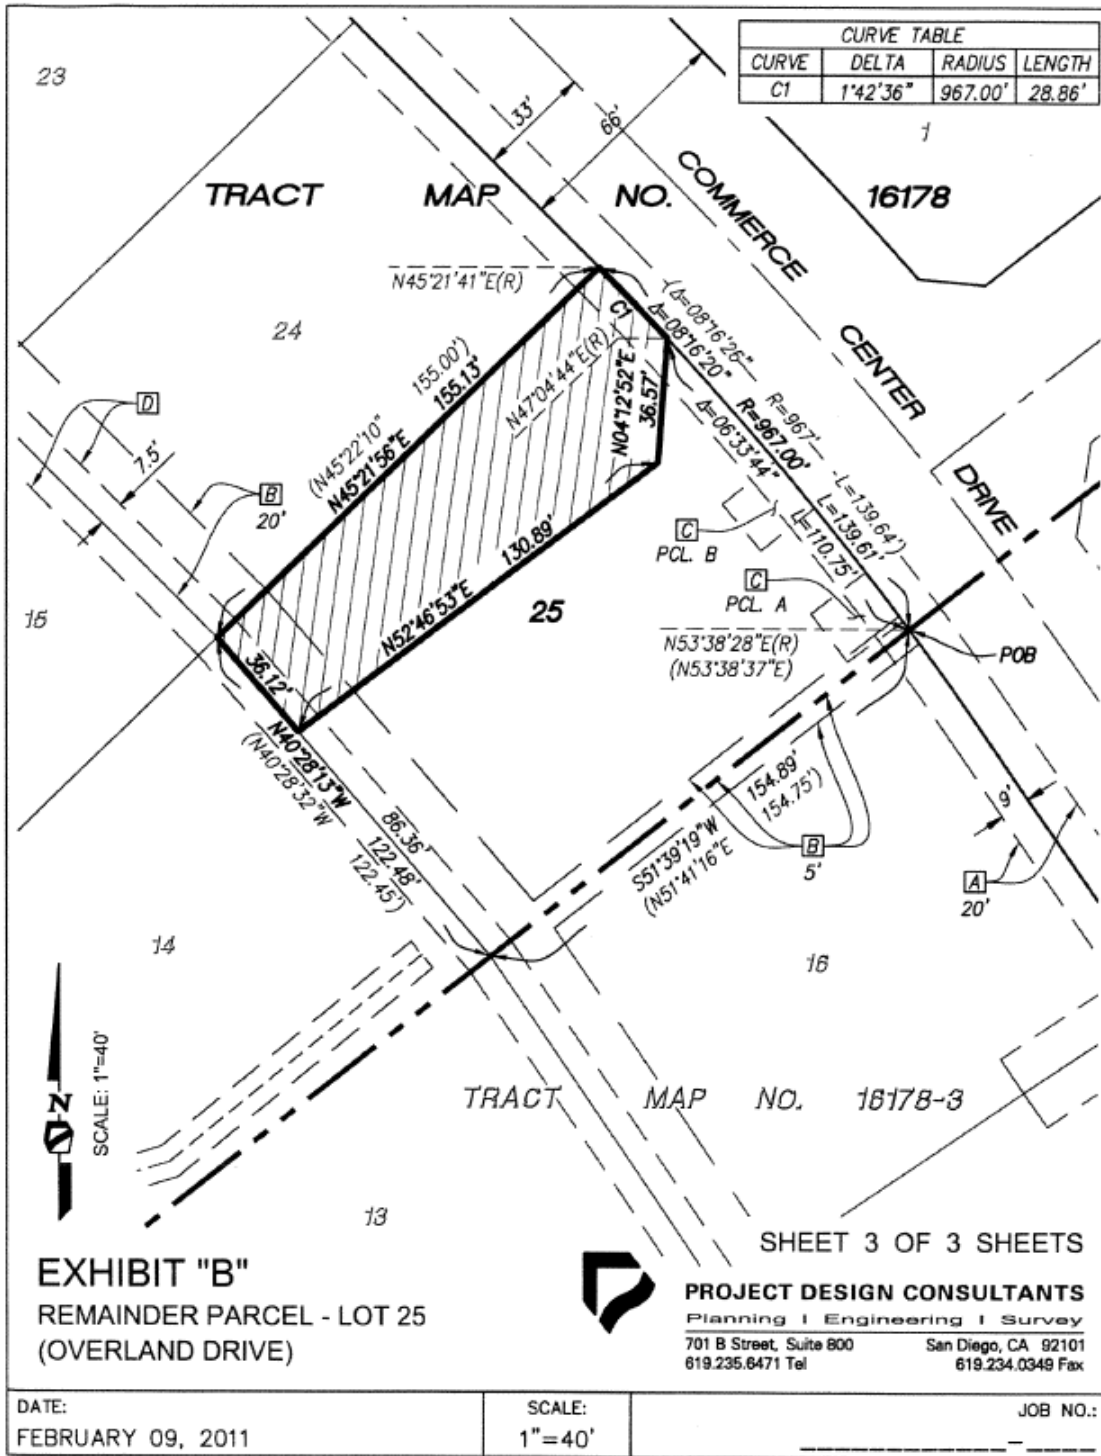 CURVE TABLE
CURVE DELTA RADIUS LENGTH
C1 1°42'36" 967.00' 28.86'
23
33'
66'
1
TRACT MAP NO. 16178
COMMERCE CENTER DRIVE
N45°21'41"E(R)
24
C1
(Δ=08°16'26" R=967' L=139.64')
Δ=08°16'20" R=967.00' L=139.61'
Δ=06°33'44" L=110.75'
N47°04'44"E(R)
N04°12'52"E
36.57'
155.00')
155.13'
(N45°22'10"
N45°21'56"E
D
7.5'
B
20'
C
PCL. B
C
PCL. A
130.89'
N52°46'53"E
25
15
N53°38'28"E(R)
(N53°38'37"E)
POB
36.12'
N40°28'13"W
(N40°28'32"W
86.36'
122.48'
122.45')
154.89'
154.75')
S51°39'19"W
(N51°41'16"E
B
5'
9'
A
20'
14
16
N
SCALE: 1"=40'
TRACT MAP NO. 16178-3
13
SHEET 3 OF 3 SHEETS
EXHIBIT "B"
REMAINDER PARCEL - LOT 25
(OVERLAND DRIVE)
PROJECT DESIGN CONSULTANTS
Planning | Engineering | Survey
701 B Street, Suite 800 San Diego, CA 92101
619.235.6471 Tel 619.234.0349 Fax
DATE:
FEBRUARY 09, 2011
SCALE:
1"=40'
JOB NO.: